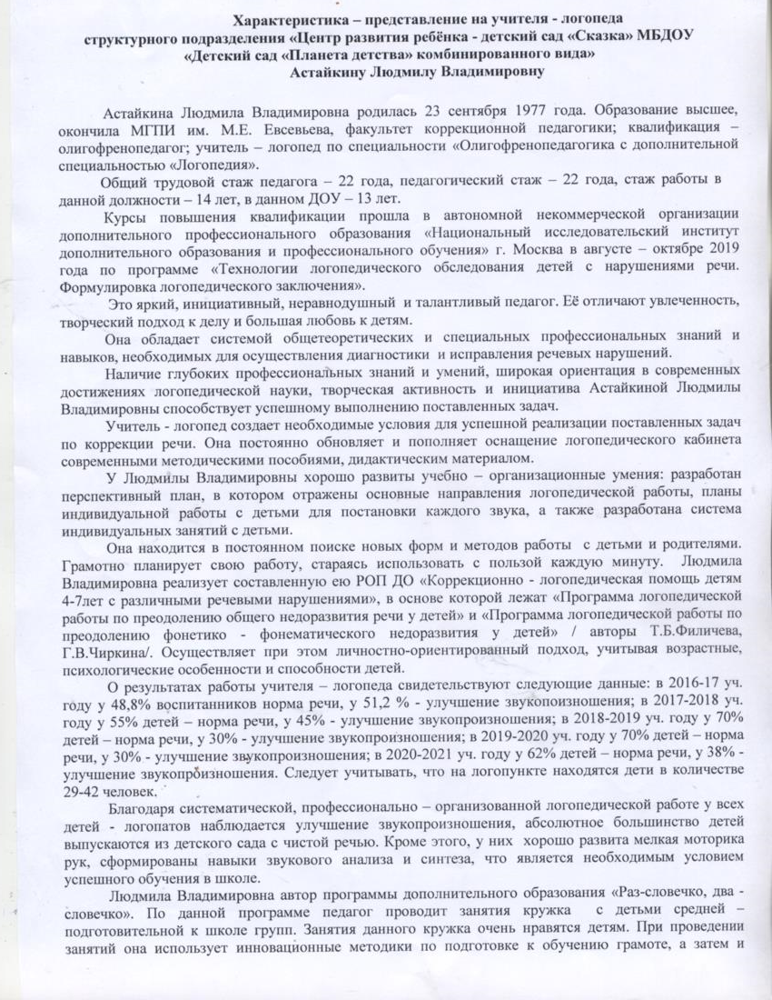 Характеристика – представление на учителя - логопеда
структурного подразделения «Центр развития ребёнка - детский сад «Сказка» МБДОУ
«Детский сад «Планета детства» комбинированного вида»
Астайкину Людмилу Владимировну
Астайкина Людмила Владимировна родилась 23 сентября 1977 года. Образование высшее,
окончила МГПИ им. М.Е. Евсевьева, факультет коррекционной педагогики; квалификация –
олигофренопедагог; учитель – логопед по специальности «Олигофренопедагогика с дополнительной
специальностью «Логопедия».
Общий трудовой стаж педагога – 22 года, педагогический стаж – 22 года, стаж работы в
данной должности – 14 лет, в данном ДОУ – 13 лет.
Курсы повышения квалификации прошла в автономной некоммерческой организации
дополнительного профессионального образования «Национальный исследовательский институт
дополнительного образования и профессионального обучения» г. Москва в августе – октябре 2019
года по программе «Технологии логопедического обследования детей с нарушениями речи.
Формулировка логопедического заключения».
Это яркий, инициативный, неравнодушный и талантливый педагог. Её отличают увлеченность,
творческий подход к делу и большая любовь к детям.
Она обладает системой общетеоретических и специальных профессиональных знаний и
навыков, необходимых для осуществления диагностики и исправления речевых нарушений.
Наличие глубоких профессиональных знаний и умений, широкая ориентация в современных
достижениях логопедической науки, творческая активность и инициатива Астайкиной Людмилы
Владимировны способствует успешному выполнению поставленных задач.
Учитель - логопед создает необходимые условия для успешной реализации поставленных задач
по коррекции речи. Она постоянно обновляет и пополняет оснащение логопедического кабинета
современными методическими пособиями, дидактическим материалом.
У Людмилы Владимировны хорошо развиты учебно – организационные умения: разработан
перспективный план, в котором отражены основные направления логопедической работы, планы
индивидуальной работы с детьми для постановки каждого звука, а также разработана система
индивидуальных занятий с детьми.
Она находится в постоянном поиске новых форм и методов работы с детьми и родителями.
Грамотно планирует свою работу, стараясь использовать с пользой каждую минуту. Людмила
Владимировна реализует составленную ею РОП ДО «Коррекционно - логопедическая помощь детям
4-7лет с различными речевыми нарушениями», в основе которой лежат «Программа логопедической
работы по преодолению общего недоразвития речи у детей» и «Программа логопедической работы по
преодолению фонетико - фонематического недоразвития у детей» / авторы Т.Б.Филичева,
Г.В.Чиркина/. Осуществляет при этом личностно-ориентированный подход, учитывая возрастные,
психологические особенности и способности детей.
О результатах работы учителя – логопеда свидетельствуют следующие данные: в 2016-17 уч.
году у 48,8% воспитанников норма речи, у 51,2 % - улучшение звукопоизношения; в 2017-2018 уч.
году у 55% детей – норма речи, у 45% - улучшение звукопроизношения; в 2018-2019 уч. году у 70%
детей – норма речи, у 30% - улучшение звукопроизношения; в 2019-2020 уч. году у 70% детей – норма
речи, у 30% - улучшение звукопроизношения; в 2020-2021 уч. году у 62% детей – норма речи, у 38% -
улучшение звукопроизношения. Следует учитывать, что на логопункте находятся дети в количестве
29-42 человек.
Благодаря систематической, профессионально – организованной логопедической работе у всех
детей - логопатов наблюдается улучшение звукопроизношения, абсолютное большинство детей
выпускаются из детского сада с чистой речью. Кроме этого, у них хорошо развита мелкая моторика
рук, сформированы навыки звукового анализа и синтеза, что является необходимым условием
успешного обучения в школе.
Людмила Владимировна автор программы дополнительного образования «Раз-словечко, два -
словечко». По данной программе педагог проводит занятия кружка с детьми средней –
подготовительной к школе групп. Занятия данного кружка очень нравятся детям. При проведении
занятий она использует инновационные методики по подготовке к обучению грамоте, а затем и